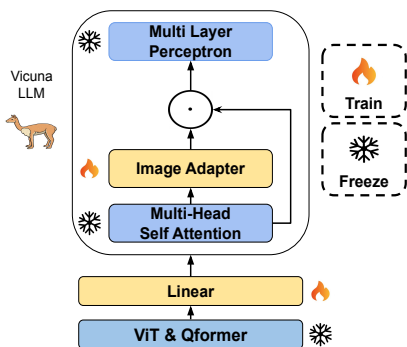 Multi Layer
Perceptron
Vicuna
LLM
Train
Image Adapter
Freeze
Multi-Head
Self Attention
Linear
ViT & Qformer